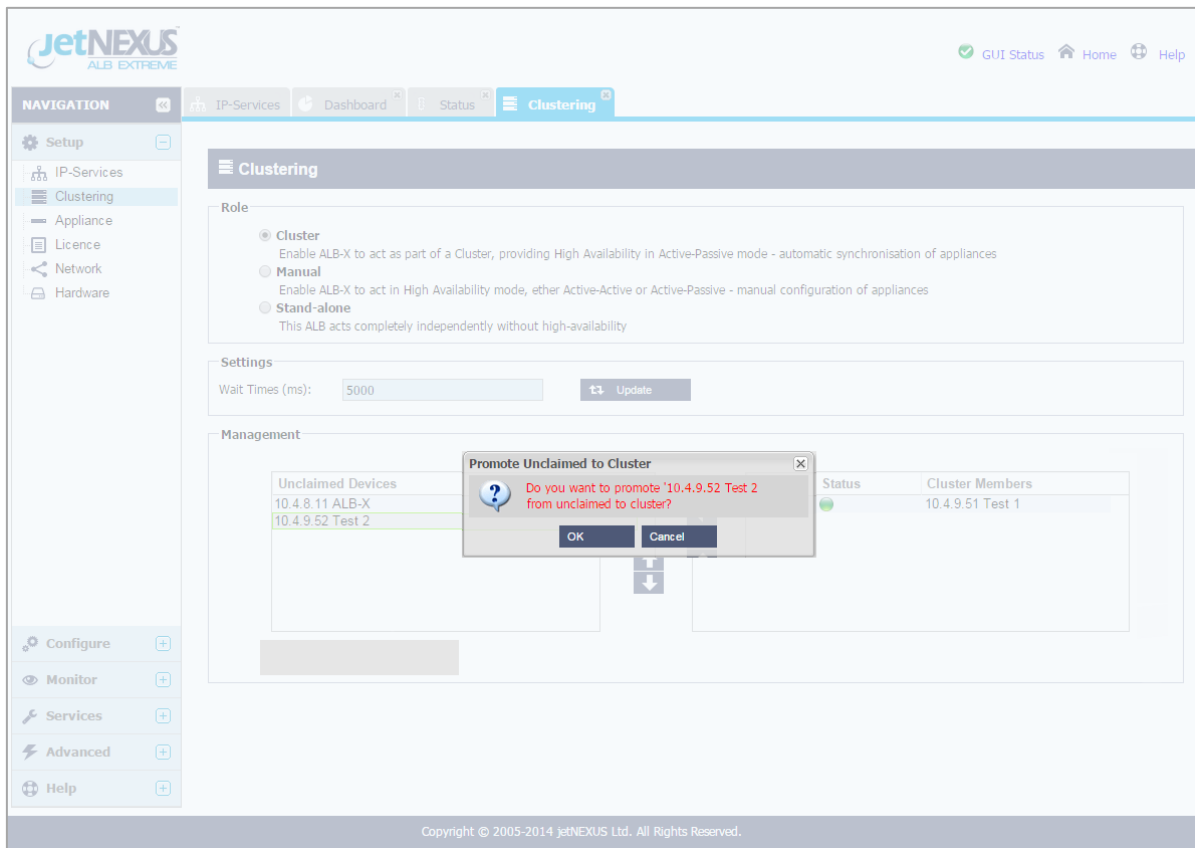 jetNEXUS
ALB EXTREME
GUI Status Home Help
NAVIGATION
IP-Services Dashboard Status Clustering
Setup
IP-Services
Clustering
Appliance
Licence
Network
Hardware
Configure
Monitor
Services
Advanced
Help
Clustering
Role
Cluster
Enable ALB-X to act as part of a Cluster, providing High Availability in Active-Passive mode - automatic synchronisation of appliances
Manual
Enable ALB-X to act in High Availability mode, ether Active-Active or Active-Passive - manual configuration of appliances
Stand-alone
This ALB acts completely independently without high-availability
Settings
Wait Times (ms): 5000 Update
Management
Unclaimed Devices
10.4.8.11 ALB-X
10.4.9.52 Test 2
Promote Unclaimed to Cluster
Do you want to promote '10.4.9.52 Test 2
from unclaimed to cluster?
OK Cancel
Status Cluster Members
10.4.9.51 Test 1
Copyright © 2005-2014 jetNEXUS Ltd. All Rights Reserved.